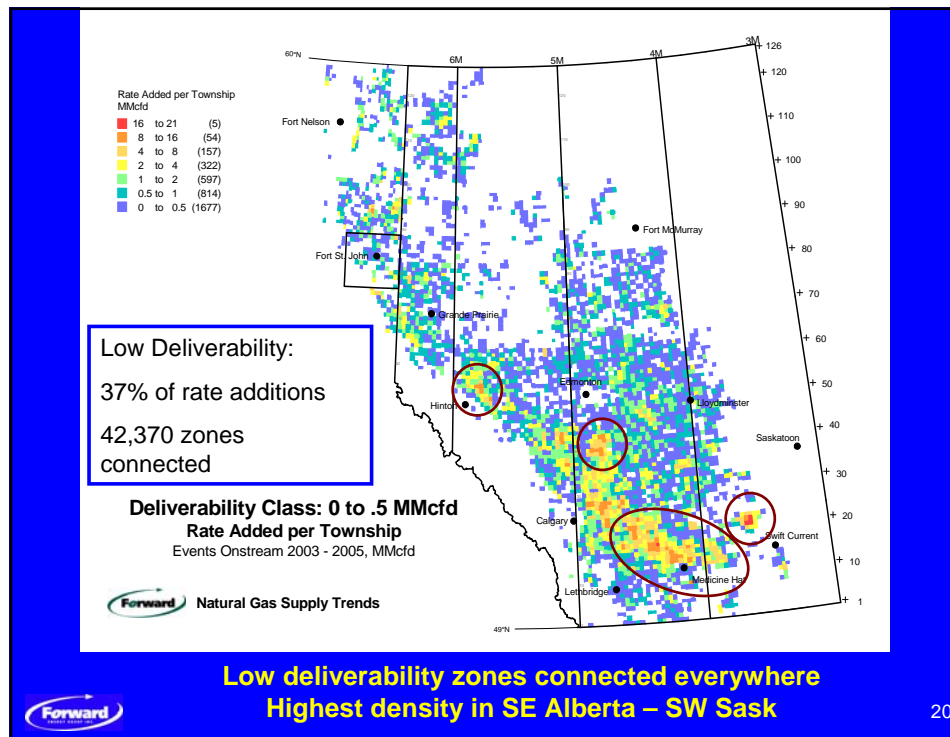 60°N
6M
5M
4M
3M
126
120
110
100
90
80
70
60
50
40
30
20
10
1
49°N
Rate Added per Township
MMcfd
16 to 21 (5)
8 to 16 (54)
4 to 8 (157)
2 to 4 (322)
1 to 2 (597)
0.5 to 1 (814)
0 to 0.5 (1677)
Fort Nelson
Fort McMurray
Fort St. John
Grande Prairie
Hinton
Edmonton
Lloydminster
Saskatoon
Calgary
Swift Current
Medicine Hat
Lethbridge
Low Deliverability:
37% of rate additions
42,370 zones
connected
Deliverability Class: 0 to .5 MMcfd
Rate Added per Township
Events Onstream 2003 - 2005, MMcfd
Forward Natural Gas Supply Trends
Low deliverability zones connected everywhere
Highest density in SE Alberta – SW Sask
Forward
ENERGY GROUP INC.
20